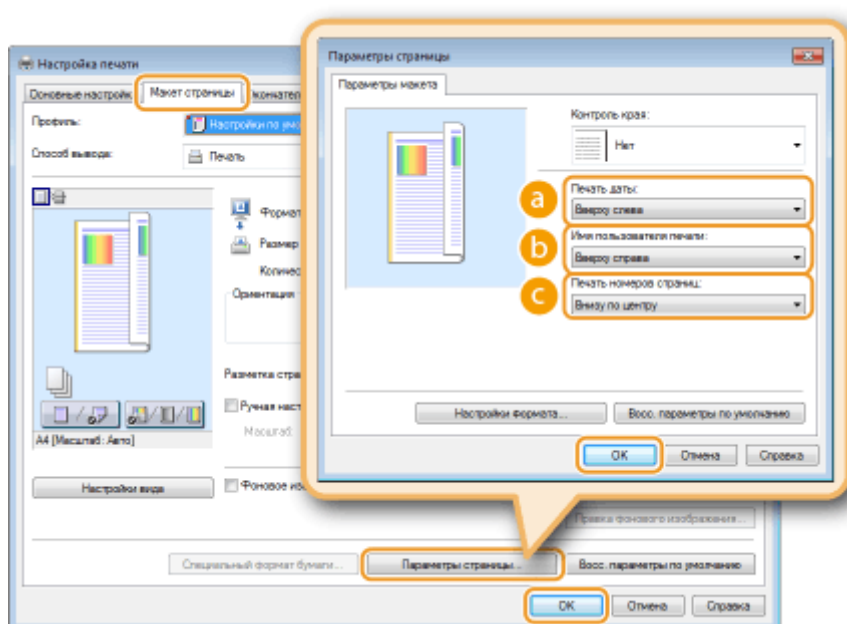 Настройка печати
Основные настройк
Макет страницы
Профиль:
Настройки по умо
Способ вывода:
Печать
Формат
Размер
Количес
Ориентация
Разметка стра
Ручная наст
Масштаб:
A4 [Масштаб: Авто]
Настройки вида
Фоновое из
Правка фонового изображения...
Специальный формат бумаги...
Параметры страницы...
Восс. параметры по умолчанию
OK
Отмена
Справка
Параметры страницы
Параметры макета
Контроль края:
Нет
a
Печать даты:
Вверху слева
b
Имя пользователя печати:
Вверху справа
c
Печать номеров страниц:
Внизу по центру
Настройки формата...
Восс. параметры по умолчанию
OK
Отмена
Справка